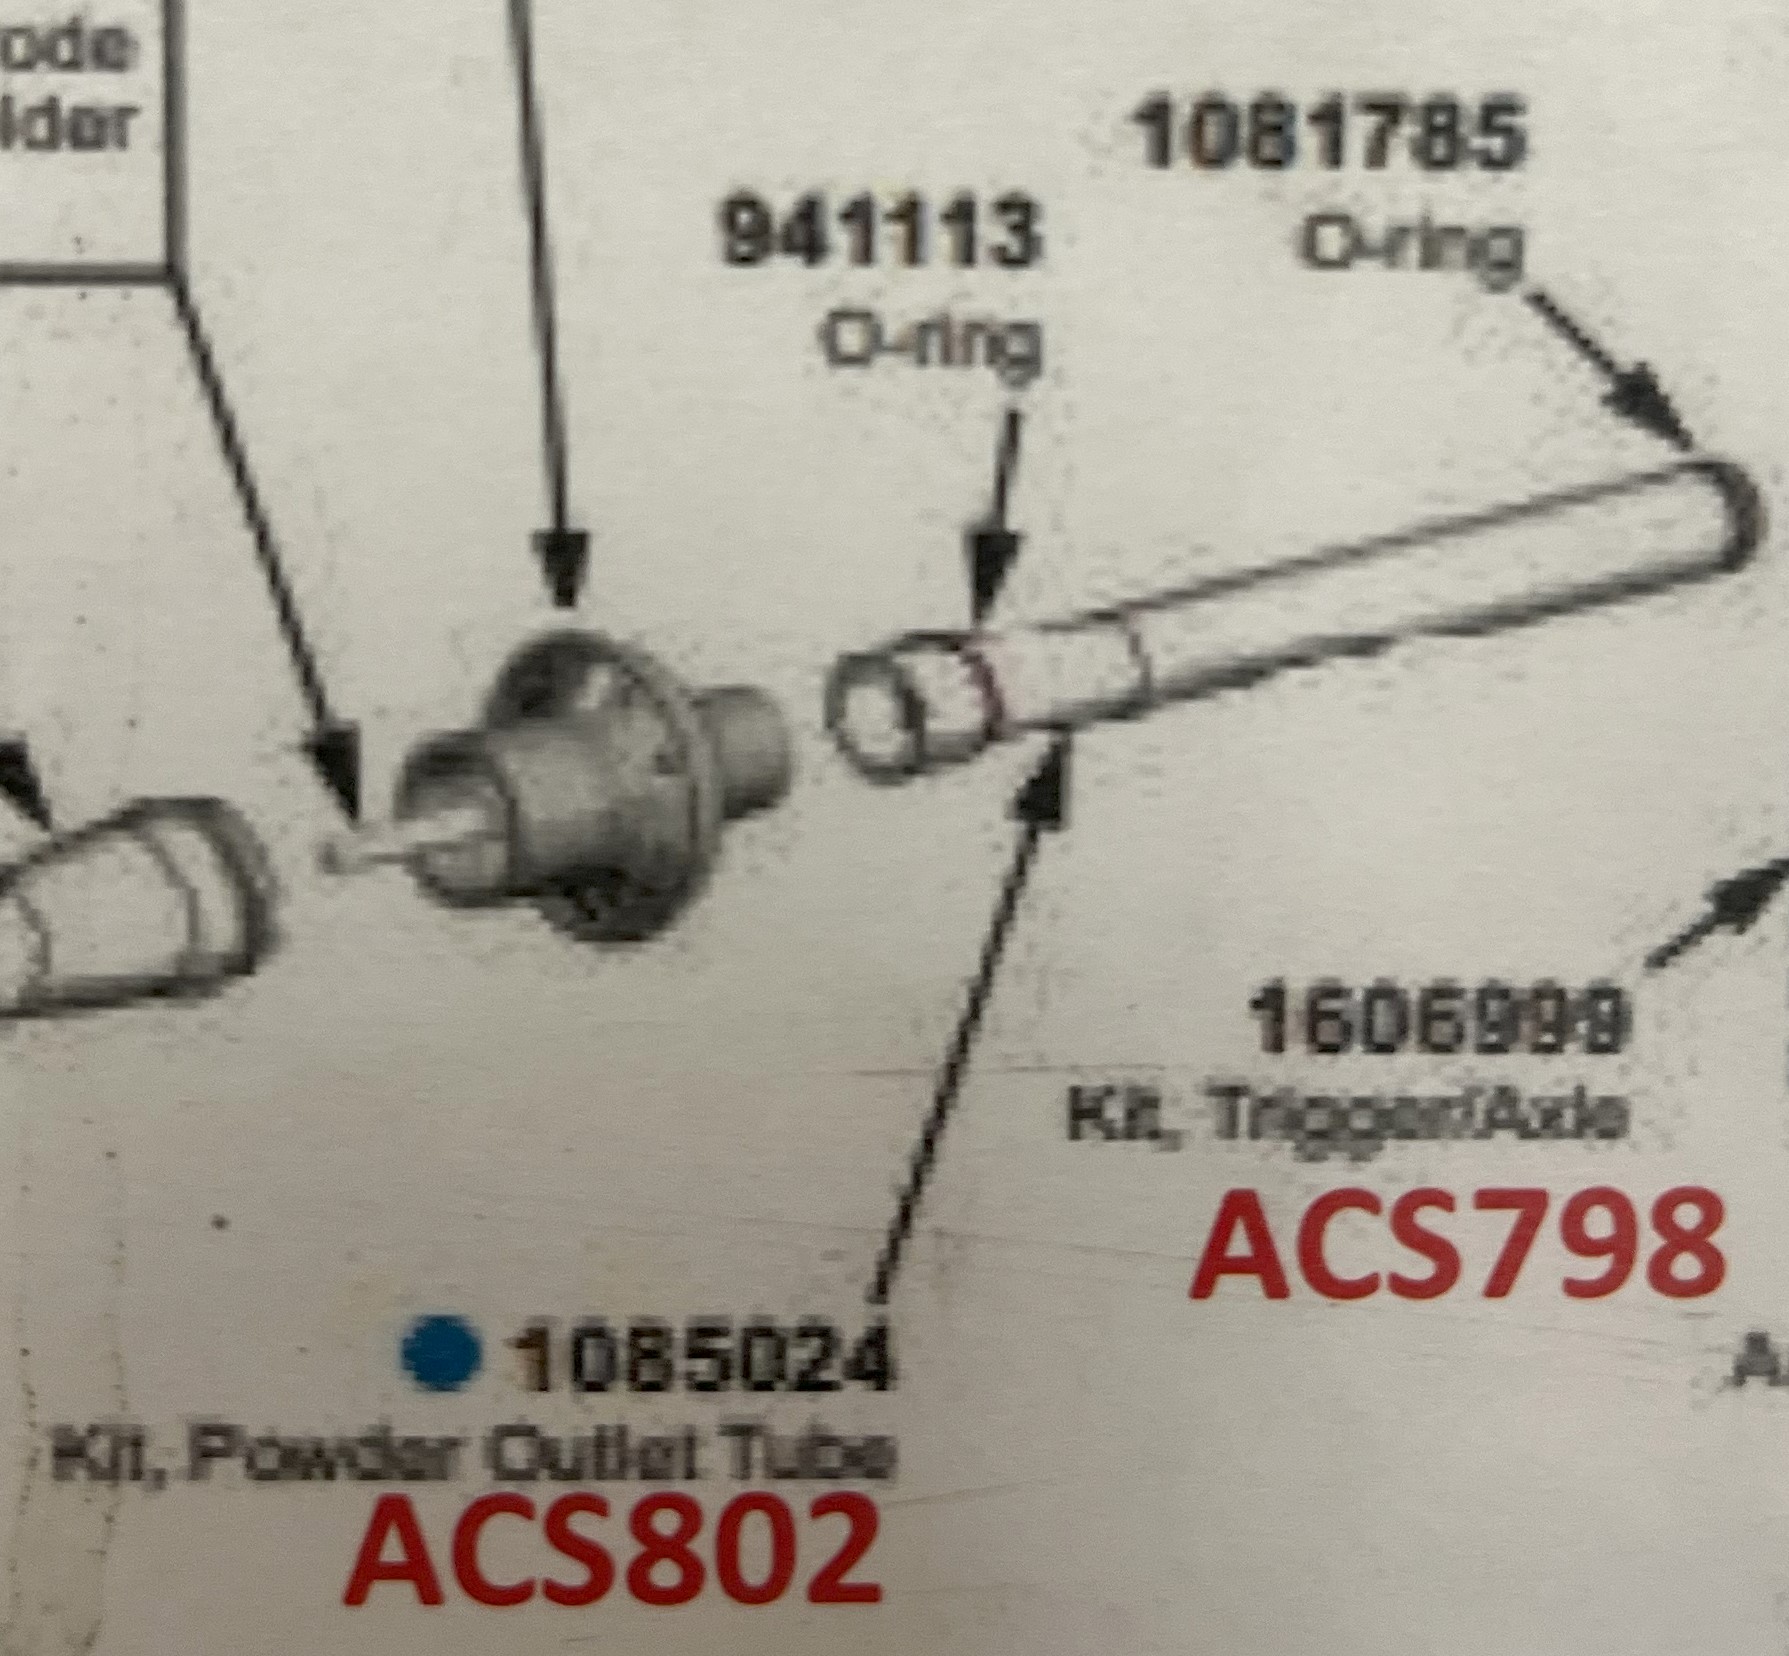 ode
lder
1081785
O-ring
941113
O-ring
1606999
Kit, Trigger/Axle
ACS798
1085024
Kit, Powder Outlet Tube
ACS802